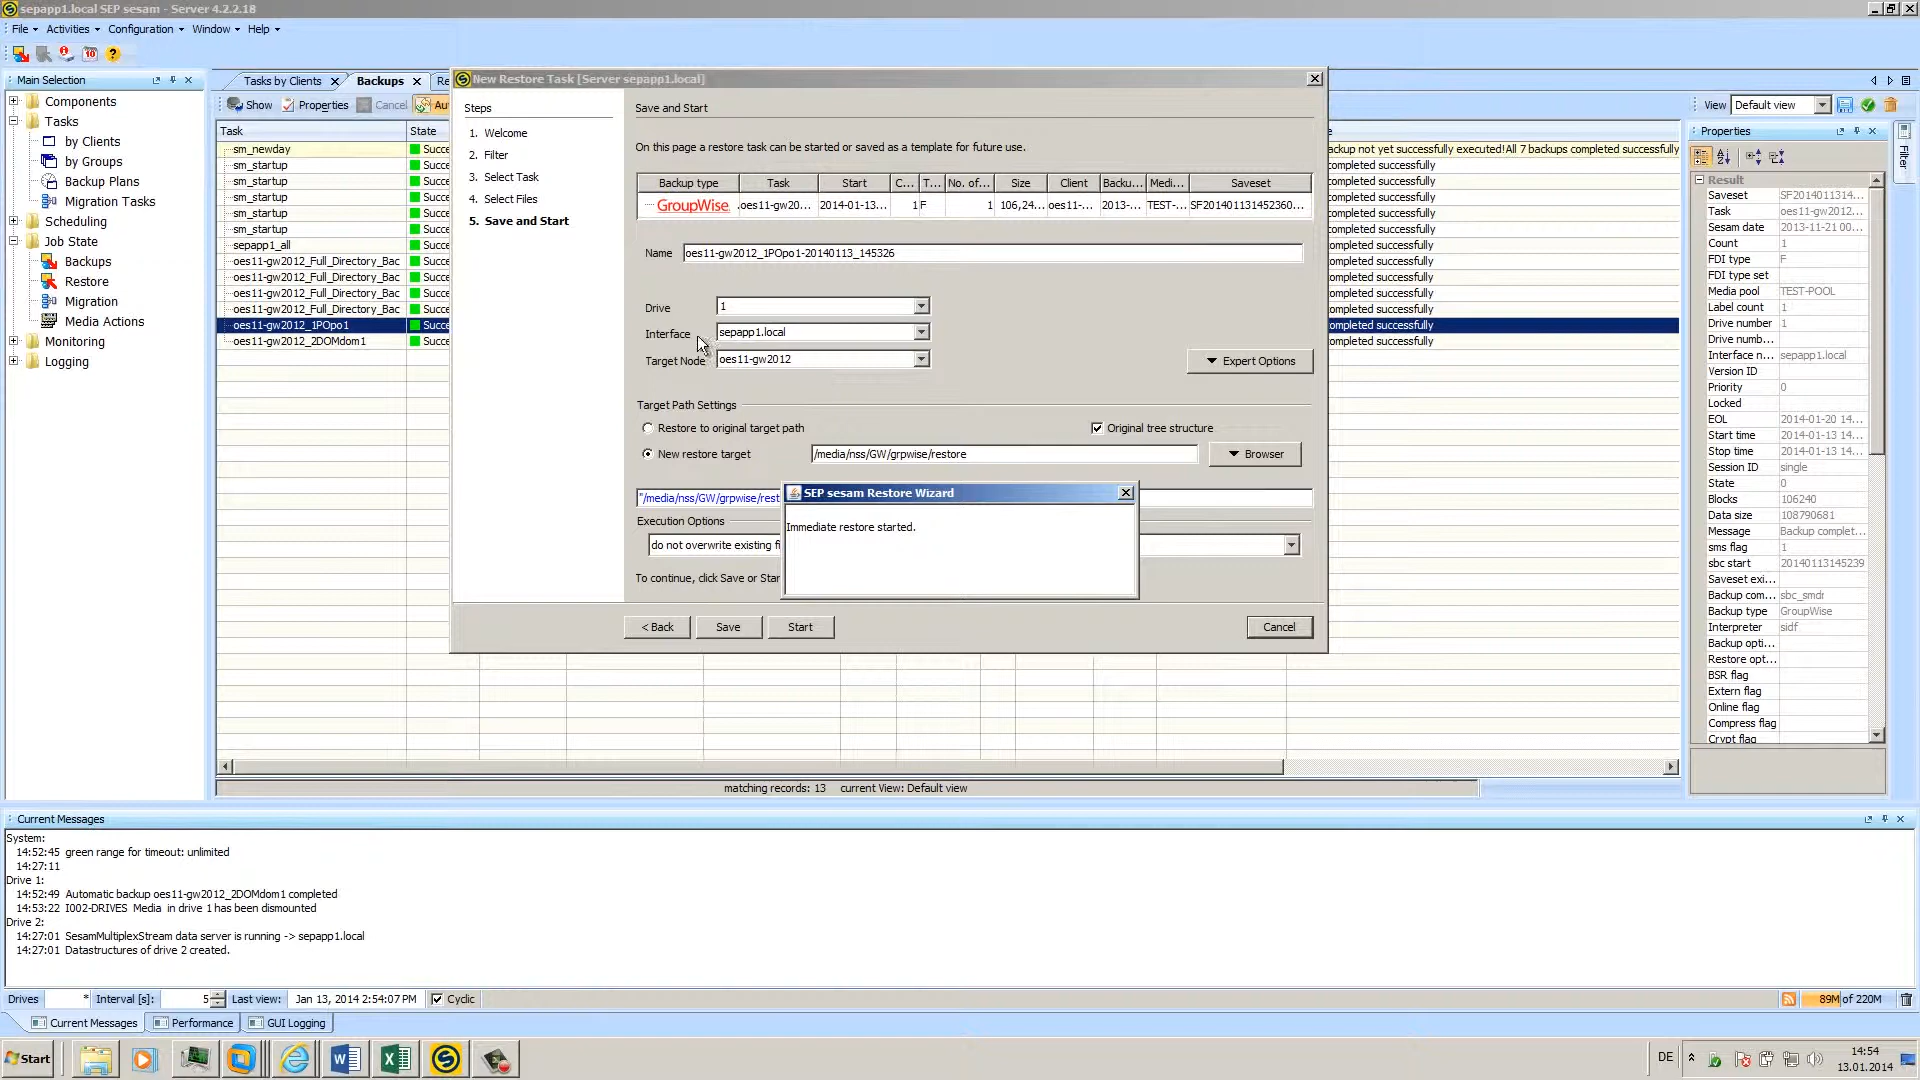 sepapp1.local SEP sesam - Server 4.2.2.18
File Activities Configuration Window Help
Main Selection
Components
Tasks
by Clients
by Groups
Backup Plans
Migration Tasks
Scheduling
Job State
Backups
Restore
Migration
Media Actions
Monitoring
Logging
Tasks by Clients
Backups
Re
Show Properties Cancel Au
View Default view
Task State
sm_newday Succe
sm_startup Succe
sm_startup Succe
sm_startup Succe
sm_startup Succe
sm_startup Succe
sepapp1_all Succe
oes11-gw2012_Full_Directory_Bac Succe
oes11-gw2012_Full_Directory_Bac Succe
oes11-gw2012_Full_Directory_Bac Succe
oes11-gw2012_Full_Directory_Bac Succe
oes11-gw2012_1POpo1 Succe
oes11-gw2012_2DOMdom1 Succe
New Restore Task [Server sepapp1.local]
Steps
1. Welcome
2. Filter
3. Select Task
4. Select Files
5. Save and Start
Save and Start
On this page a restore task can be started or saved as a template for future use.
Backup type Task Start C... T... No. of... Size Client Backu... Medi... Saveset
GroupWise .oes11-gw20... 2014-01-13... 1 F 1 106,24... oes11-... 2013-... TEST-... SF201401131452360...
Name oes11-gw2012_1POpo1-20140113_145326
Drive 1
Interface sepapp1.local
Target Node oes11-gw2012
Expert Options
Target Path Settings
Restore to original target path
Original tree structure
New restore target /media/nss/GW/grpwise/restore Browser
"/media/nss/GW/grpwise/rest
Execution Options
do not overwrite existing fi
To continue, click Save or Star
SEP sesam Restore Wizard
Immediate restore started.
< Back Save Start Cancel
e
ackup not yet successfully executed!All 7 backups completed successfully
ompleted successfully
ompleted successfully
ompleted successfully
ompleted successfully
ompleted successfully
ompleted successfully
ompleted successfully
ompleted successfully
ompleted successfully
ompleted successfully
ompleted successfully
ompleted successfully
Properties
Filter
Result
Saveset SF2014011314...
Task oes11-gw2012...
Sesam date 2013-11-21 00...
Count 1
FDI type F
FDI type set
Media pool TEST-POOL
Label count 1
Drive number 1
Drive numb...
Interface n... sepapp1.local
Version ID
Priority 0
Locked
EOL 2014-01-20 14...
Start time 2014-01-13 14...
Stop time 2014-01-13 14...
Session ID single
State 0
Blocks 106240
Data size 108790681
Message Backup complet...
sms flag 1
sbc start 20140113145239
Saveset exi...
Backup com... sbc_smdr
Backup type GroupWise
Interpreter sidf
Backup opti...
Restore opt...
BSR flag
Extern flag
Online flag
Compress flag
Crypt flag
matching records: 13 current View: Default view
Current Messages
System:
14:52:45 green range for timeout: unlimited
14:27:11
Drive 1:
14:52:49 Automatic backup oes11-gw2012_2DOMdom1 completed
14:53:22 I002-DRIVES Media in drive 1 has been dismounted
Drive 2:
14:27:01 SesamMultiplexStream data server is running -> sepapp1.local
14:27:01 Datastructures of drive 2 created.
Drives * Interval [s]: 5 Last view: Jan 13, 2014 2:54:07 PM Cyclic
89M of 220M
Current Messages Performance GUI Logging
Start
DE
14:54
13.01.2014